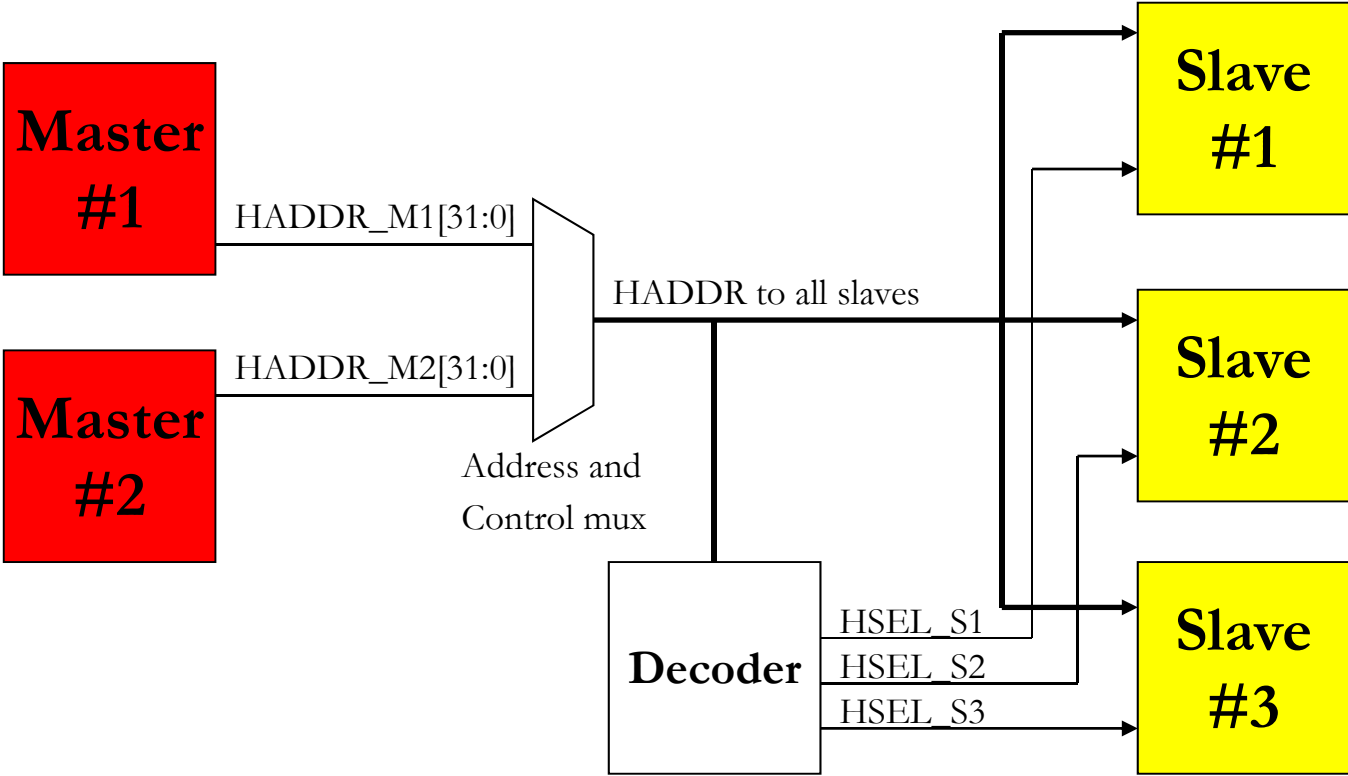 Master
#1
HADDR_M1[31:0]
Master
#2
HADDR_M2[31:0]
Address and
Control mux
HADDR to all slaves
Decoder
HSEL_S1
HSEL_S2
HSEL_S3
Slave
#1
Slave
#2
Slave
#3